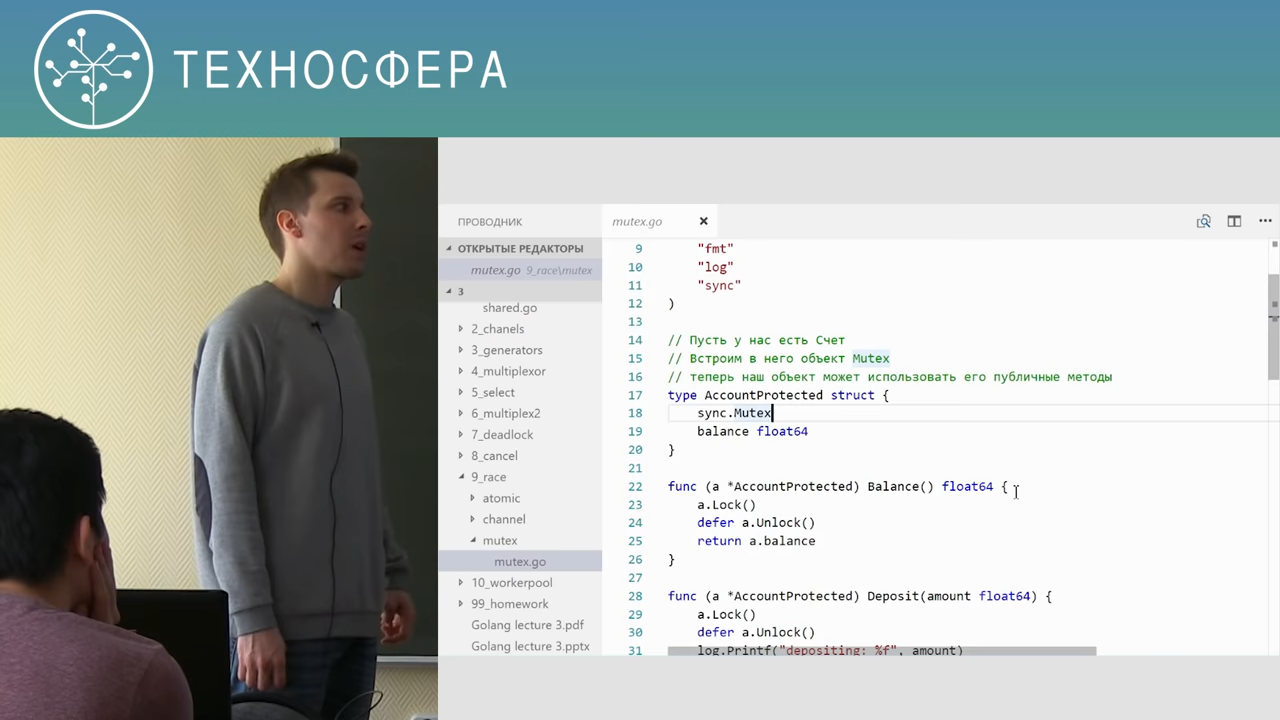 ТЕХНОСФЕРА
ПРОВОДНИК
ОТКРЫТЫЕ РЕДАКТОРЫ
mutex.go 9_race\mutex
3
shared.go
2_chanels
3_generators
4_multiplexor
5_select
6_multiplex2
7_deadlock
8_cancel
9_race
atomic
channel
mutex
mutex.go
10_workerpool
99_homework
Golang lecture 3.pdf
Golang lecture 3.pptx
mutex.go
9 "fmt"
10 "log"
11 "sync"
12 )
13
14 // Пусть у нас есть Счет
15 // Встроим в него объект Mutex
16 // теперь наш объект может использовать его публичные методы
17 type AccountProtected struct {
18 sync.Mutex
19 balance float64
20 }
21
22 func (a *AccountProtected) Balance() float64 {
23 a.Lock()
24 defer a.Unlock()
25 return a.balance
26 }
27
28 func (a *AccountProtected) Deposit(amount float64) {
29 a.Lock()
30 defer a.Unlock()
31 log.Printf("depositing: %f", amount)